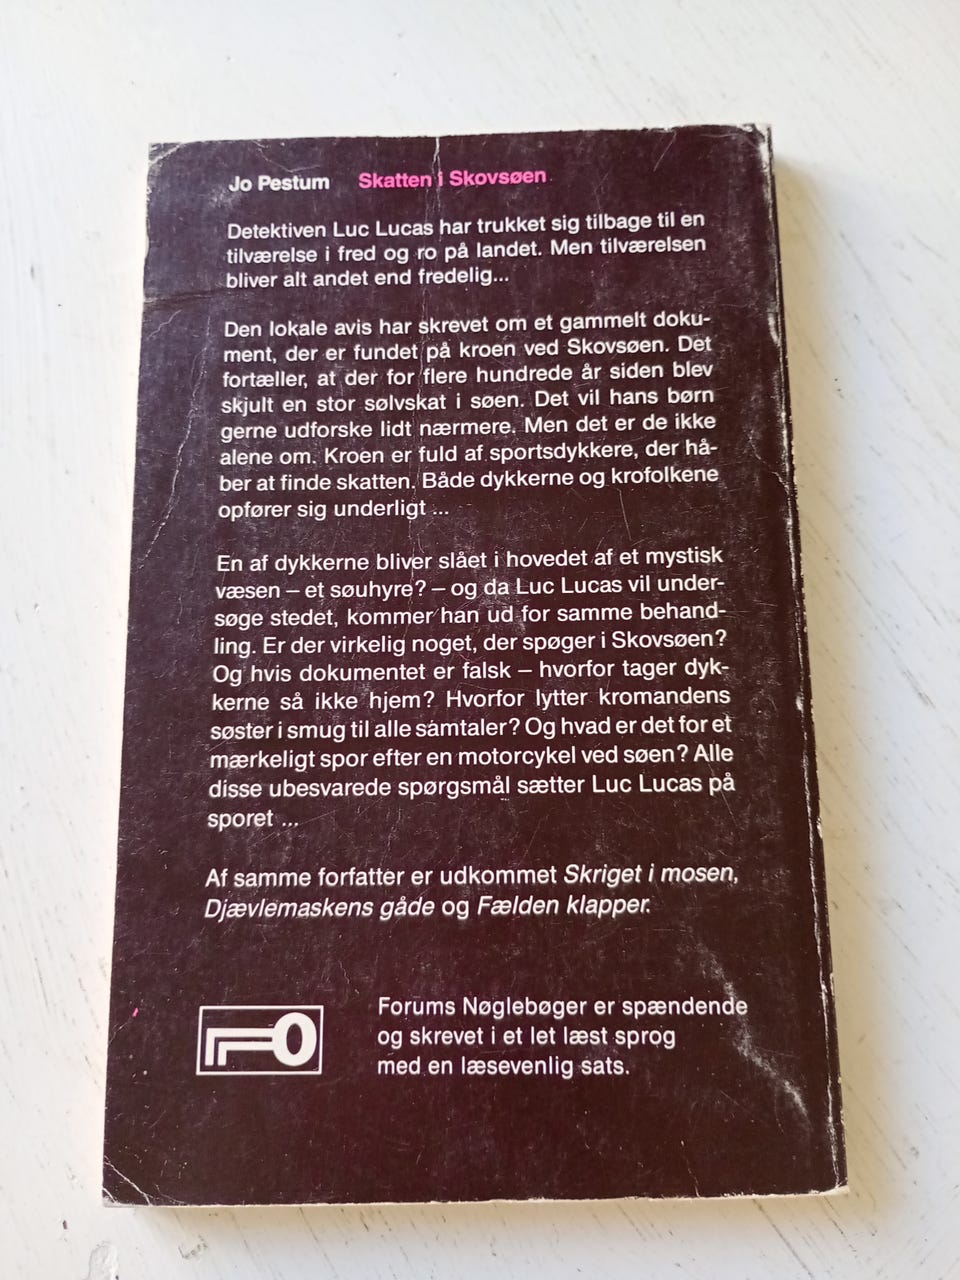 Jo Pestum Skatten i Skovsøen
Detektiven Luc Lucas har trukket sig tilbage til en
tilværelse i fred og ro på landet. Men tilværelsen
bliver alt andet end fredelig...
Den lokale avis har skrevet om et gammelt doku-
ment, der er fundet på kroen ved Skovsøen. Det
fortæller, at der for flere hundrede år siden blev
skjult en stor sølvskat i søen. Det vil hans børn
gerne udforske lidt nærmere. Men det er de ikke
alene om. Kroen er fuld af sportsdykkere, der hå-
ber at finde skatten. Både dykkerne og krofolkene
opfører sig underligt ...
En af dykkerne bliver slået i hovedet af et mystisk
væsen – et søuhyre? – og da Luc Lucas vil under-
søge stedet, kommer han ud for samme behand-
ling. Er der virkelig noget, der spøger i Skovsøen?
Og hvis dokumentet er falsk – hvorfor tager dyk-
kerne så ikke hjem? Hvorfor lytter kromandens
søster i smug til alle samtaler? Og hvad er det for et
mærkeligt spor efter en motorcykel ved søen? Alle
disse ubesvarede spørgsmål sætter Luc Lucas på
sporet ...
Af samme forfatter er udkommet Skriget i mosen,
Djævlemaskens gåde og Fælden klapper.
Forums Nøglebøger er spændende
og skrevet i et let læst sprog
med en læsevenlig sats.